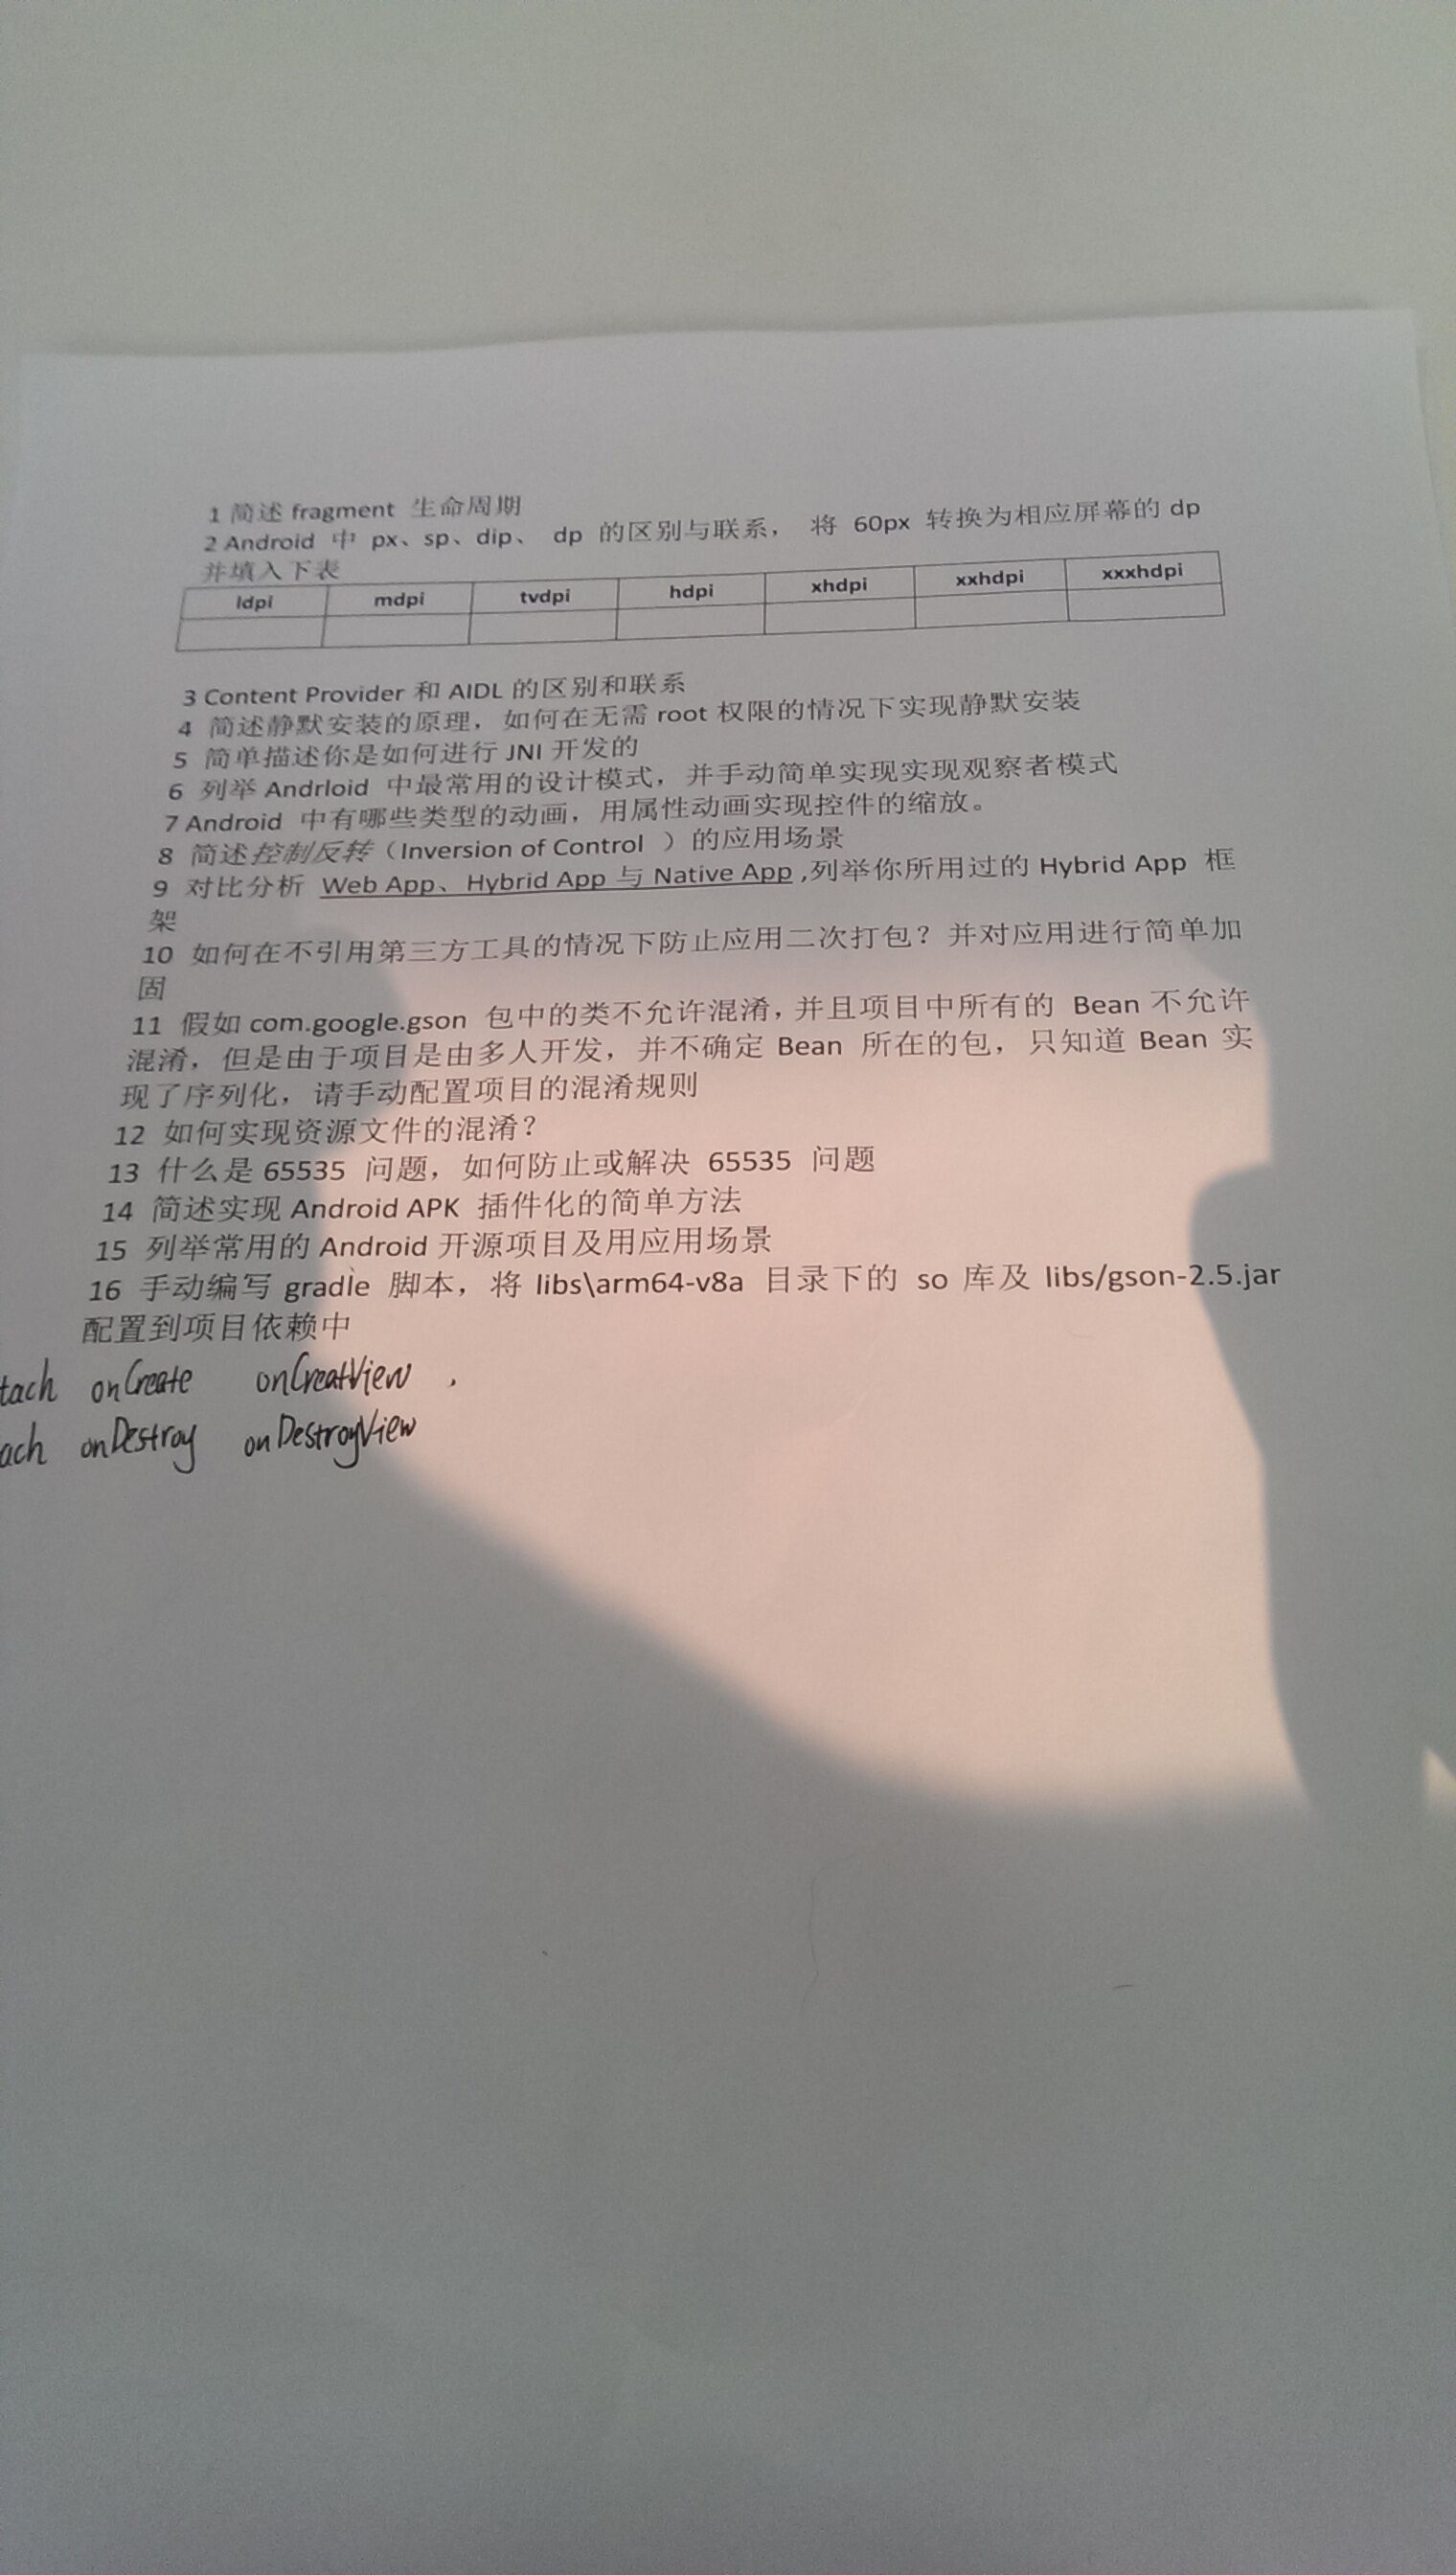 1 简述 fragment 生命周期
2 Android 中 px、sp、dip、 dp 的区别与联系， 将 60px 转换为相应屏幕的 dp
并填入下表
ldpi mdpi tvdpi hdpi xhdpi xxhdpi xxxhdpi
3 Content Provider 和 AIDL 的区别和联系
4 简述静默安装的原理，如何在无需 root 权限的情况下实现静默安装
5 简单描述你是如何进行 JNI 开发的
6 列举 Andrloid 中最常用的设计模式，并手动简单实现实现观察者模式
7 Android 中有哪些类型的动画，用属性动画实现控件的缩放。
8 简述控制反转（Inversion of Control ）的应用场景
9 对比分析 Web App、Hybrid App 与 Native App ,列举你所用过的 Hybrid App 框
架
10 如何在不引用第三方工具的情况下防止应用二次打包？并对应用进行简单加
固
11 假如 com.google.gson 包中的类不允许混淆，并且项目中所有的 Bean 不允许
混淆，但是由于项目是由多人开发，并不确定 Bean 所在的包，只知道 Bean 实
现了序列化，请手动配置项目的混淆规则
12 如何实现资源文件的混淆？
13 什么是 65535 问题，如何防止或解决 65535 问题
14 简述实现 Android APK 插件化的简单方法
15 列举常用的 Android 开源项目及用应用场景
16 手动编写 gradle 脚本，将 libs\arm64-v8a 目录下的 so 库及 libs/gson-2.5.jar
配置到项目依赖中
tach onCreate onCreatView .
ach onDestroy onDestroyView